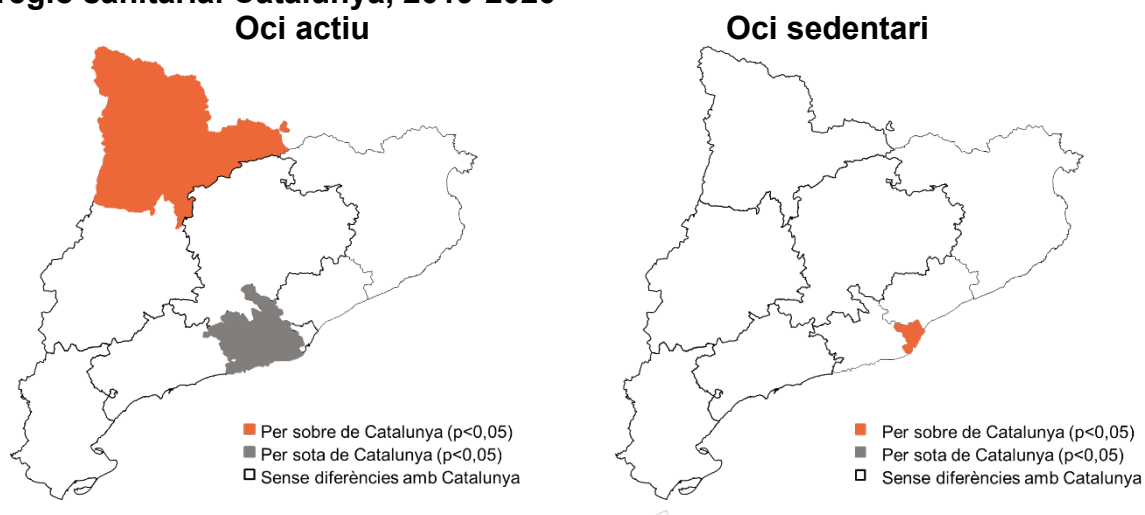 Oci actiu
Oci sedentari
Per sobre de Catalunya (p<0,05)
Per sota de Catalunya (p<0,05)
Sense diferències amb Catalunya
Per sobre de Catalunya (p<0,05)
Per sota de Catalunya (p<0,05)
Sense diferències amb Catalunya